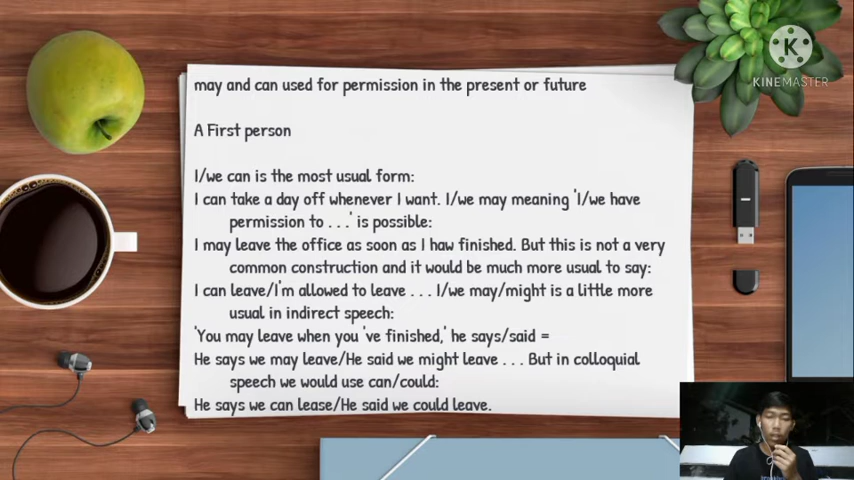 may and can used for permission in the present or future
A First person
I/we can is the most usual form:
I can take a day off whenever I want. I/we may meaning 'I/we have
permission to . . .' is possible:
I may leave the office as soon as I haw finished. But this is not a very
common construction and it would be much more usual to say:
I can leave/I'm allowed to leave . . . I/we may/might is a little more
usual in indirect speech:
'You may leave when you 've finished,' he says/said =
He says we may leave/He said we might leave . . . But in colloquial
speech we would use can/could:
He says we can lease/He said we could leave.
K
KINEMASTER